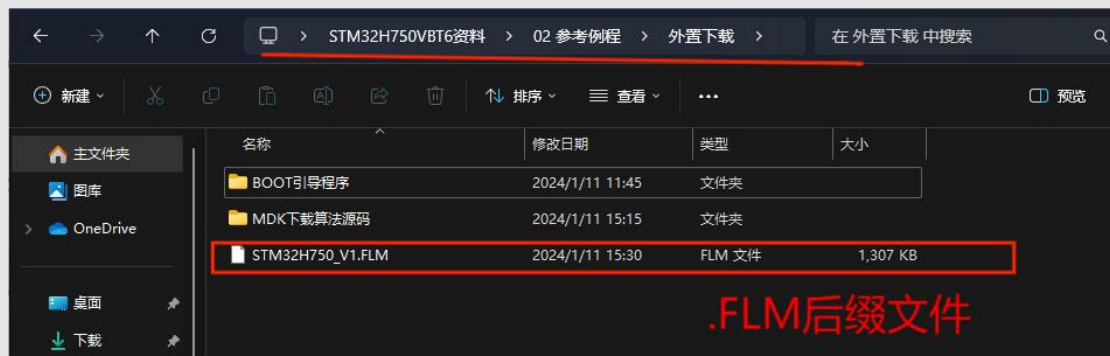 STM32H750VBT6资料 > 02 参考例程 > 外置下载 > 在 外置下载 中搜索
新建 排序 查看 ... 预览
名称 修改日期 类型 大小
主文件夹
图库
OneDrive
桌面
下载
BOOT引导程序 2024/1/11 11:45 文件夹
MDK下载算法源码 2024/1/11 15:15 文件夹
STM32H750_V1.FLM 2024/1/11 15:30 FLM 文件 1,307 KB
.FLM后缀文件